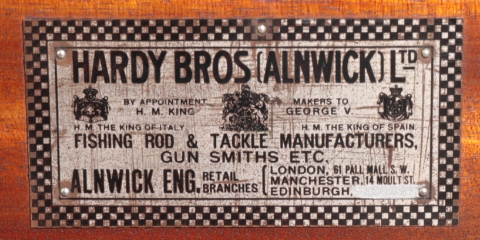 HARDY BROS (ALNWICK) LTD
BY APPOINTMENT MAKERS TO
H. M. KING GEORGE V.
H. M. THE KING OF ITALY H. M. THE KING OF SPAIN.
FISHING ROD & TACKLE MANUFACTURERS,
GUN SMITHS ETC.
ALNWICK ENG. RETAIL BRANCHES
LONDON, 61 PALL MALL S. W.
MANCHESTER, 14 MOULT ST.
EDINBURGH,